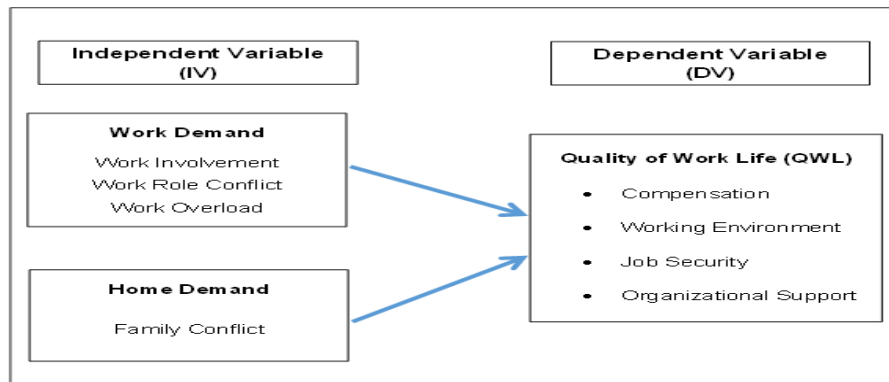 Independent Variable
(IV)
Dependent Variable
(DV)
Work Demand
Work Involvement
Work Role Conflict
Work Overload
Home Demand
Family Conflict
Quality of Work Life (QWL)
• Compensation
• Working Environment
• Job Security
• Organizational Support